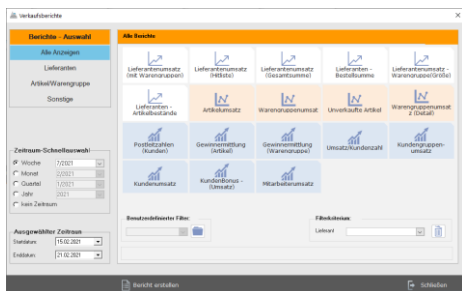 Verkaufsberichte
Berichte - Auswahl
Alle Anzeigen
Lieferanten
Artikel/Warengruppe
Sonstige
Zeitraum-Schnellauswahl
Woche 7/2021
Monat 2/2021
Quartal 1/2021
Jahr 2021
kein Zeitraum
Ausgewählter Zeitraum
Startdatum: 15.02.2021
Enddatum: 21.02.2021
Alle Berichte
Lieferantenumsatz
(mit Warengruppen)
Lieferantenumsatz
(Hitliste)
Lieferantenumsatz
(Gesamtsumme)
Lieferanten -
Bestellsumme
Lieferantenumsatz -
Warengruppe(Größe)
Lieferanten -
Artikelbestände
Artikelumsatz
Warengruppenumsatz
Unverkaufte Artikel
Warengruppenumsat
z (Detail)
Postleitzahlen
(Kunden)
Gewinnermittlung
(Artikel)
Gewinnermittlung
(Warengruppe)
Umsatz/Kundenzahl
Kundengruppen-
umsatz
Kundenumsatz
KundenBonus -
(Umsatz)
Mitarbeiterumsatz
Benutzerdefinierter Filter:
Filterkriterium:
Lieferant
Bericht erstellen
Schließen